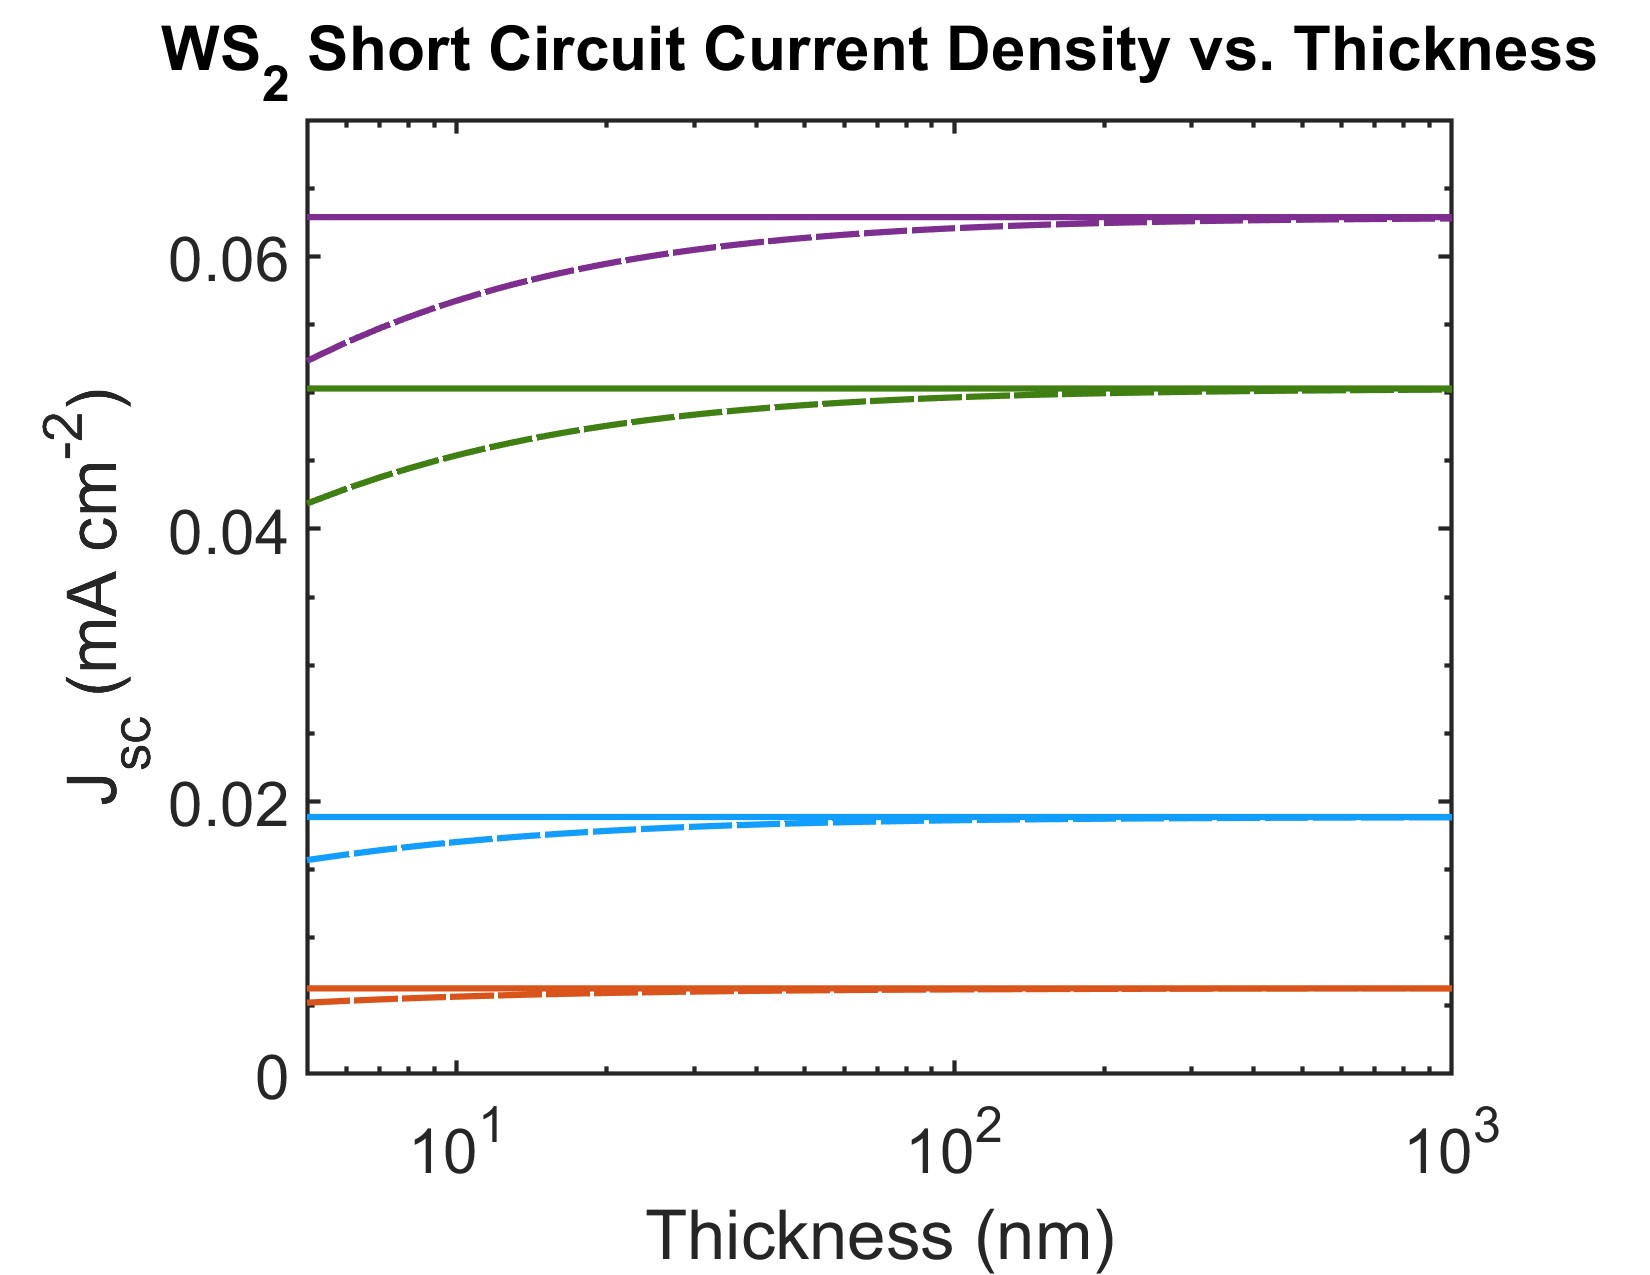 WS2 Short Circuit Current Density vs. Thickness
0.06
0.04
0.02
0
Jsc (mA cm-2)
10^1
10^2
10^3
Thickness (nm)